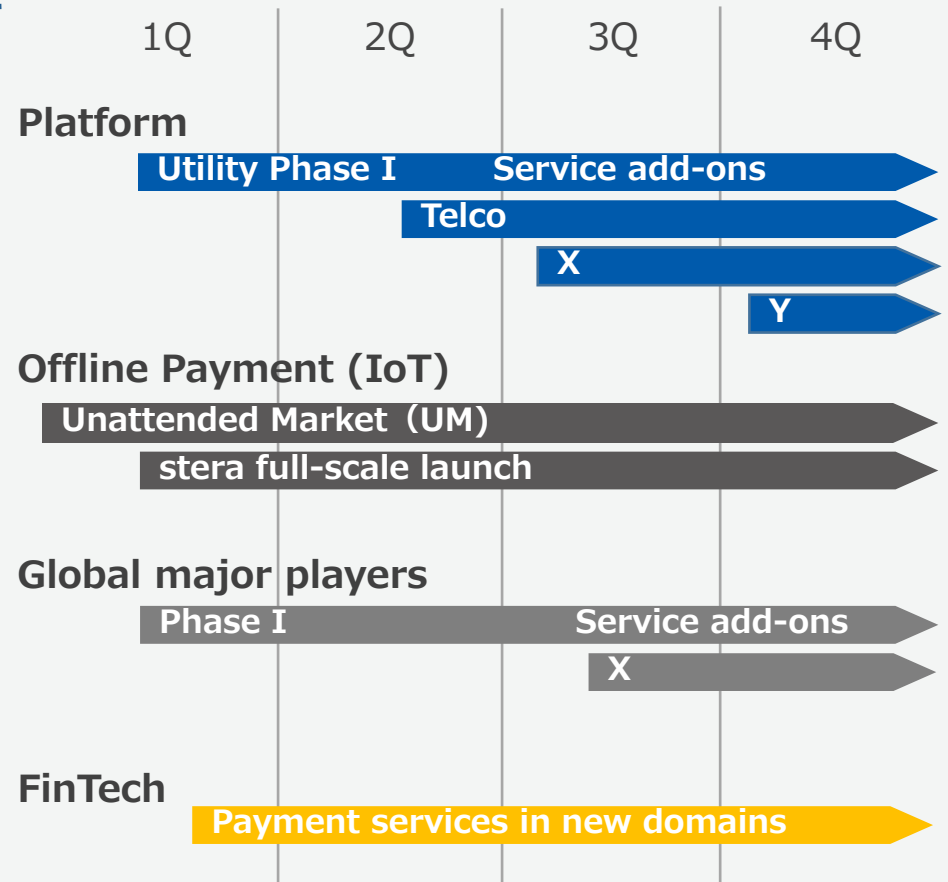 1Q 2Q 3Q 4Q
Platform
Utility Phase I Service add-ons
Telco
X
Y
Offline Payment (IoT)
Unattended Market（UM）
stera full-scale launch
Global major players
Phase I Service add-ons
X
FinTech
Payment services in new domains